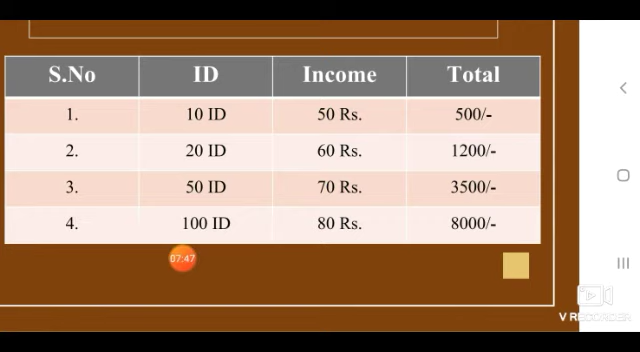 S.No ID Income Total
1. 10 ID 50 Rs. 500/-
2. 20 ID 60 Rs. 1200/-
3. 50 ID 70 Rs. 3500/-
4. 100 ID 80 Rs. 8000/-
07:47
V RECORDER